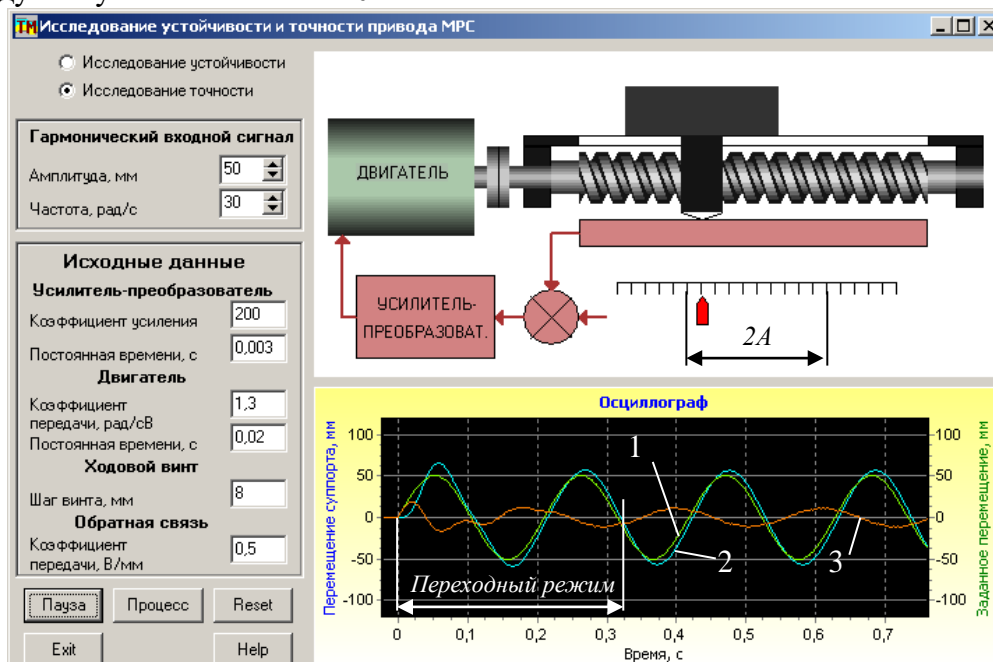 Исследование устойчивости и точности привода МРС
Исследование устойчивости
Исследование точности
Гармонический входной сигнал
Амплитуда, мм 50
Частота, рад/с 30
Исходные данные
Усилитель-преобразователь
Коэффициент усиления 200
Постоянная времени, с 0,003
Двигатель
Коэффициент
передачи, рад/сВ 1,3
Постоянная времени, с 0,02
Ходовой винт
Шаг винта, мм 8
Обратная связь
Коэффициент
передачи, В/мм 0,5
Пауза Процесс Reset
Exit Help
ДВИГАТЕЛЬ
УСИЛИТЕЛЬ-
ПРЕОБРАЗОВАТ.
2A
Осциллограф
Перемещение суппорта, мм
100
50
0
-50
-100
1
2
3
Переходный режим
100
50
0
-50
-100
Заданное перемещение, мм
0 0,1 0,2 0,3 0,4 0,5 0,6 0,7
Время, с